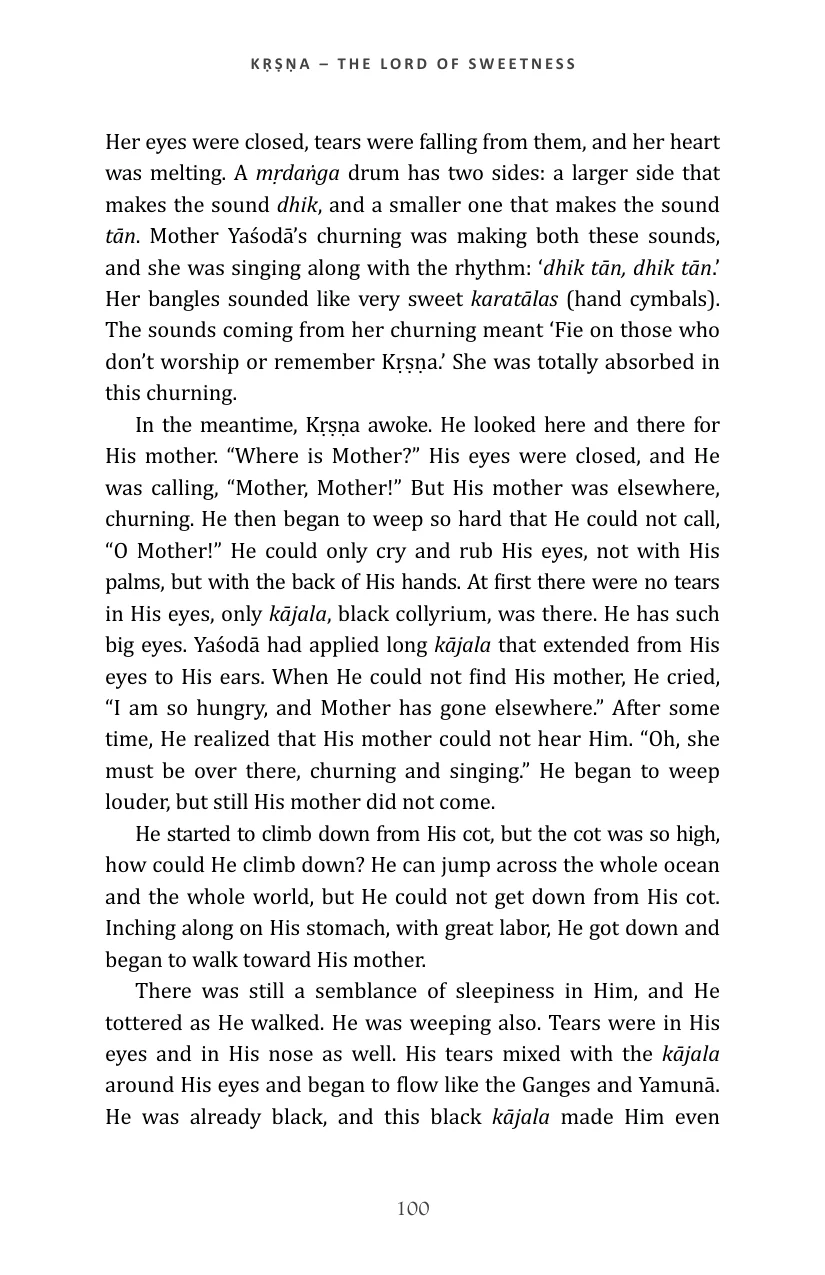 KṚṢṆA – THE LORD OF SWEETNESS
Her eyes were closed, tears were falling from them, and her heart
was melting. A mṛdaṅga drum has two sides: a larger side that
makes the sound dhik, and a smaller one that makes the sound
tān. Mother Yaśodā’s churning was making both these sounds,
and she was singing along with the rhythm: ‘dhik tān, dhik tān.’
Her bangles sounded like very sweet karatālas (hand cymbals).
The sounds coming from her churning meant ‘Fie on those who
don’t worship or remember Kṛṣṇa.’ She was totally absorbed in
this churning.
In the meantime, Kṛṣṇa awoke. He looked here and there for
His mother. “Where is Mother?” His eyes were closed, and He
was calling, “Mother, Mother!” But His mother was elsewhere,
churning. He then began to weep so hard that He could not call,
“O Mother!” He could only cry and rub His eyes, not with His
palms, but with the back of His hands. At first there were no tears
in His eyes, only kājala, black collyrium, was there. He has such
big eyes. Yaśodā had applied long kājala that extended from His
eyes to His ears. When He could not find His mother, He cried,
“I am so hungry, and Mother has gone elsewhere.” After some
time, He realized that His mother could not hear Him. “Oh, she
must be over there, churning and singing.” He began to weep
louder, but still His mother did not come.
He started to climb down from His cot, but the cot was so high,
how could He climb down? He can jump across the whole ocean
and the whole world, but He could not get down from His cot.
Inching along on His stomach, with great labor, He got down and
began to walk toward His mother.
There was still a semblance of sleepiness in Him, and He
tottered as He walked. He was weeping also. Tears were in His
eyes and in His nose as well. His tears mixed with the kājala
around His eyes and began to flow like the Ganges and Yamunā.
He was already black, and this black kājala made Him even
100